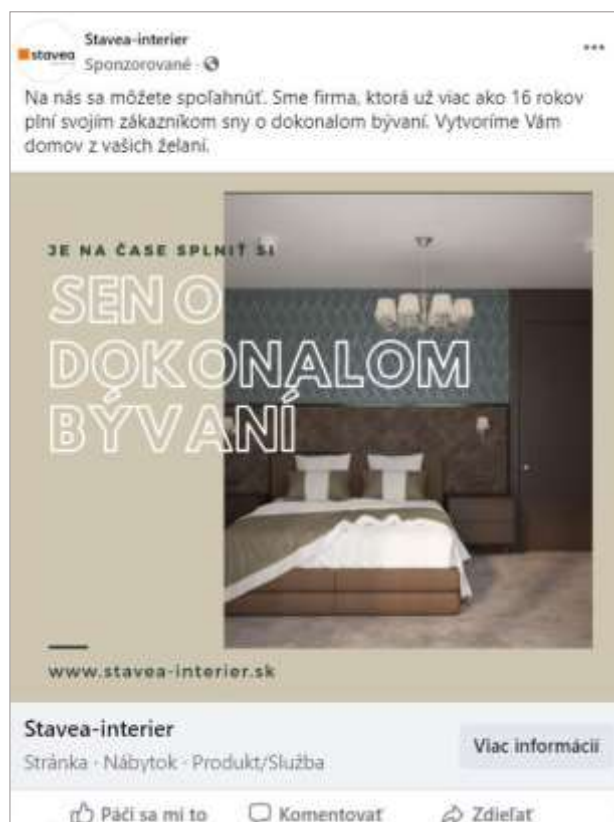 Stavea-interier
stavea
Sponzorované ·
Na nás sa môžete spoľahnúť. Sme firma, ktorá už viac ako 16 rokov
plní svojím zákazníkom sny o dokonalom bývaní. Vytvoríme Vám
domov z vašich želaní.
JE NA ČASE SPLNIŤ SI
SEN O
DOKONALOM
BÝVANÍ
www.stavea-interier.sk
Stavea-interier
Stránka · Nábytok · Produkt/Služba
Viac informácií
Páči sa mi to Komentovať Zdieľať